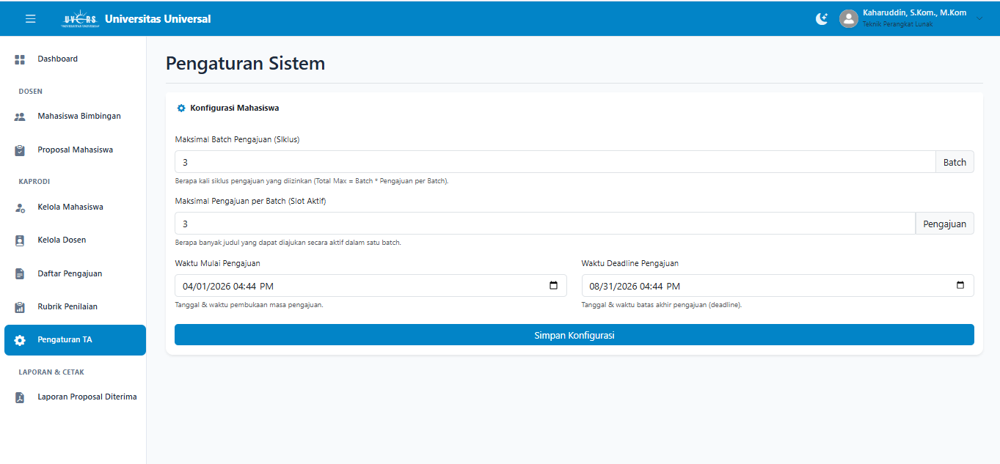 UVERS
UNIVERSITAS UNIVERSAL
Universitas Universal
Kaharuddin, S.Kom., M.Kom
Teknik Perangkat Lunak
Dashboard
DOSEN
Mahasiswa Bimbingan
Proposal Mahasiswa
KAPRODI
Kelola Mahasiswa
Kelola Dosen
Daftar Pengajuan
Rubrik Penilaian
Pengaturan TA
LAPORAN & CETAK
Laporan Proposal Diterima
Pengaturan Sistem
Konfigurasi Mahasiswa
Maksimal Batch Pengajuan (SIklus)
3 Batch
Berapa kali siklus pengajuan yang diizinkan (Total Max = Batch * Pengajuan per Batch).
Maksimal Pengajuan per Batch (Slot Aktif)
3 Pengajuan
Berapa banyak judul yang dapat diajukan secara aktif dalam satu batch.
Waktu Mulai Pengajuan
04/01/2026 04:44 PM
Tanggal & waktu pembukaan masa pengajuan.
Waktu Deadline Pengajuan
08/31/2026 04:44 PM
Tanggal & waktu batas akhir pengajuan (deadline).
Simpan Konfigurasi